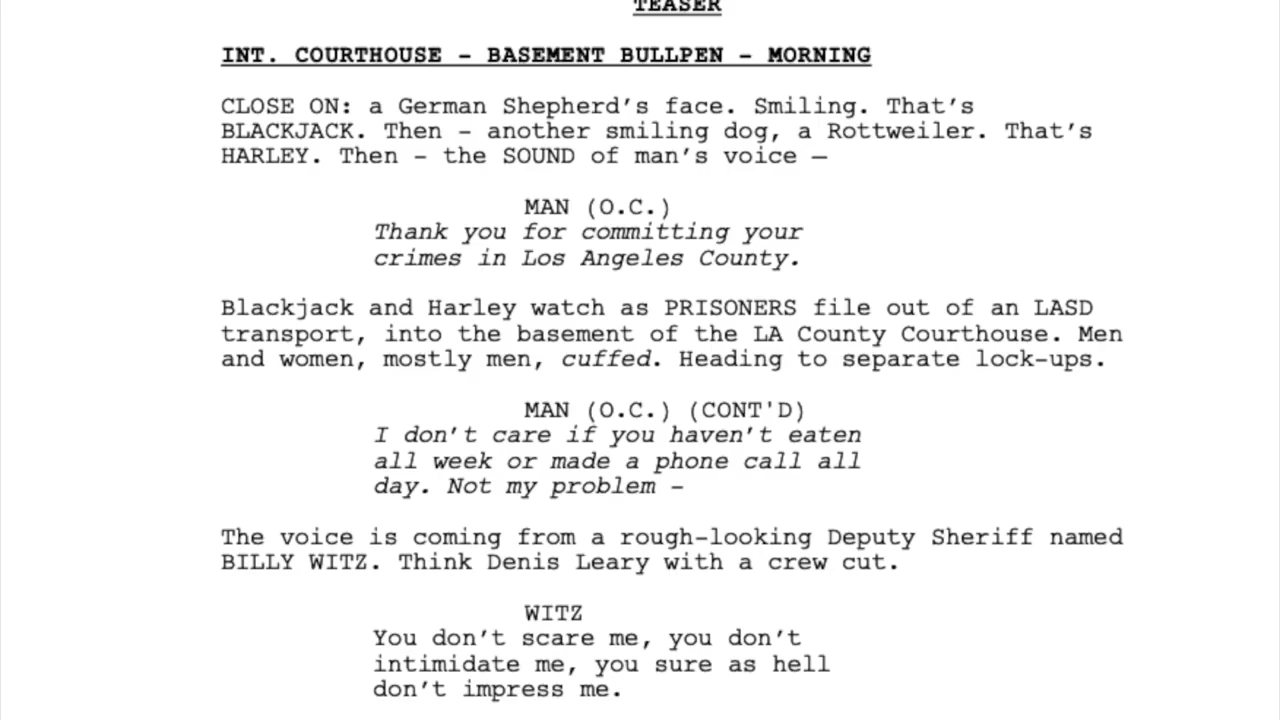 TEASER
INT. COURTHOUSE – BASEMENT BULLPEN – MORNING
CLOSE ON: a German Shepherd’s face. Smiling. That’s
BLACKJACK. Then – another smiling dog, a Rottweiler. That’s
HARLEY. Then – the SOUND of man’s voice —
MAN (O.C.)
Thank you for committing your
crimes in Los Angeles County.
Blackjack and Harley watch as PRISONERS file out of an LASD
transport, into the basement of the LA County Courthouse. Men
and women, mostly men, cuffed. Heading to separate lock-ups.
MAN (O.C.) (CONT'D)
I don’t care if you haven’t eaten
all week or made a phone call all
day. Not my problem –
The voice is coming from a rough-looking Deputy Sheriff named
BILLY WITZ. Think Denis Leary with a crew cut.
WITZ
You don’t scare me, you don’t
intimidate me, you sure as hell
don’t impress me.